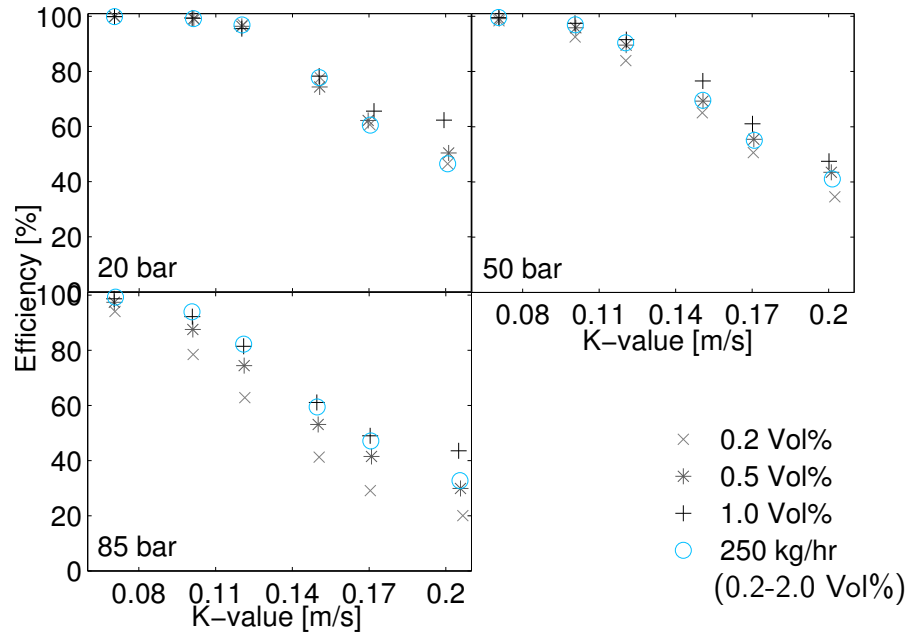 100
80
60
40
20
0
20 bar
50 bar
Efficiency [%]
0.08 0.11 0.14 0.17 0.2
K−value [m/s]
100
80
60
40
20
0
85 bar
0.08 0.11 0.14 0.17 0.2
K−value [m/s]
0.2 Vol%
0.5 Vol%
1.0 Vol%
250 kg/hr
(0.2-2.0 Vol%)